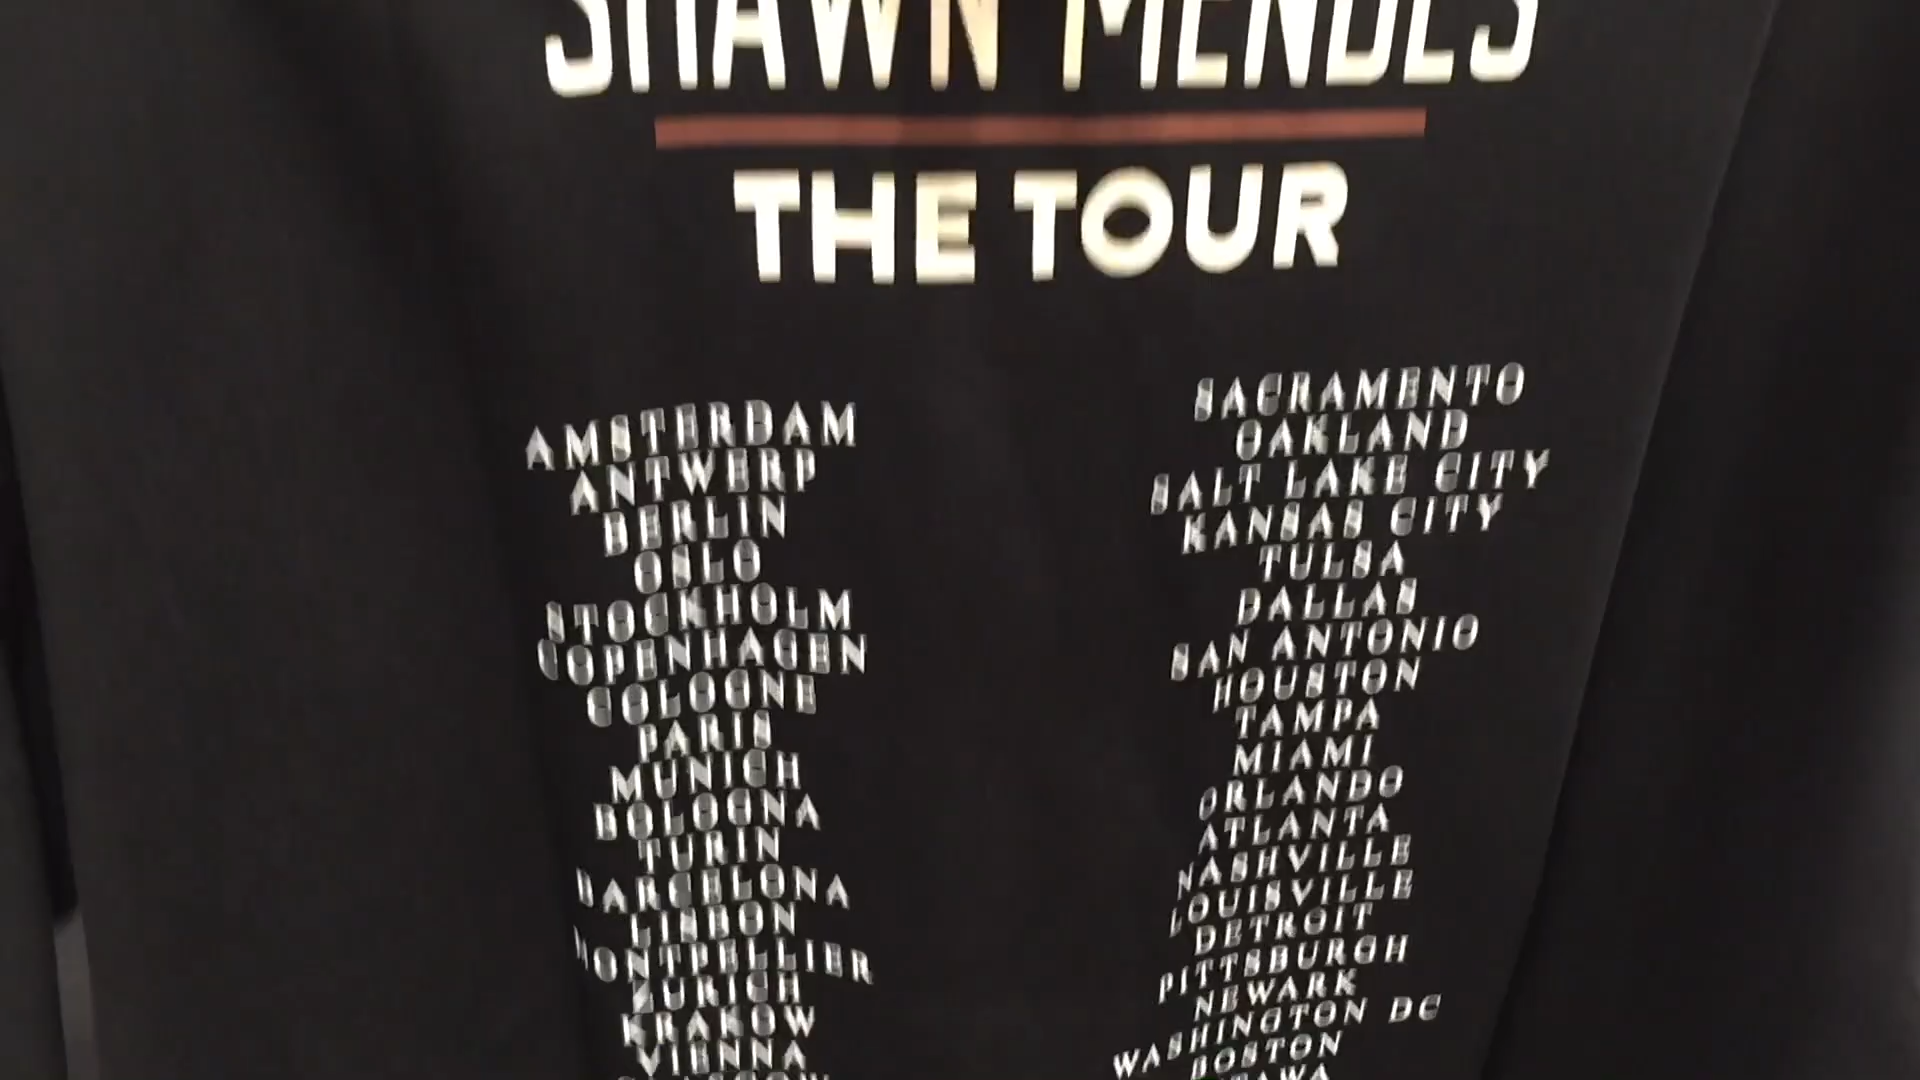 SHAWN MENDES
THE TOUR
AMSTERDAM
ANTWERP
BERLIN
OSLO
STOCKHOLM
COPENHAGEN
COLOGNE
PARIS
MUNICH
BOLOGNA
TURIN
BARCELONA
LISBON
MONTPELLIER
ZURICH
KRAKOW
VIENNA
GLASGOW
SACRAMENTO
OAKLAND
SALT LAKE CITY
KANSAS CITY
TULSA
DALLAS
SAN ANTONIO
HOUSTON
TAMPA
MIAMI
ORLANDO
ATLANTA
NASHVILLE
LOUISVILLE
DETROIT
PITTSBURGH
NEWARK
WASHINGTON DC
BOSTON